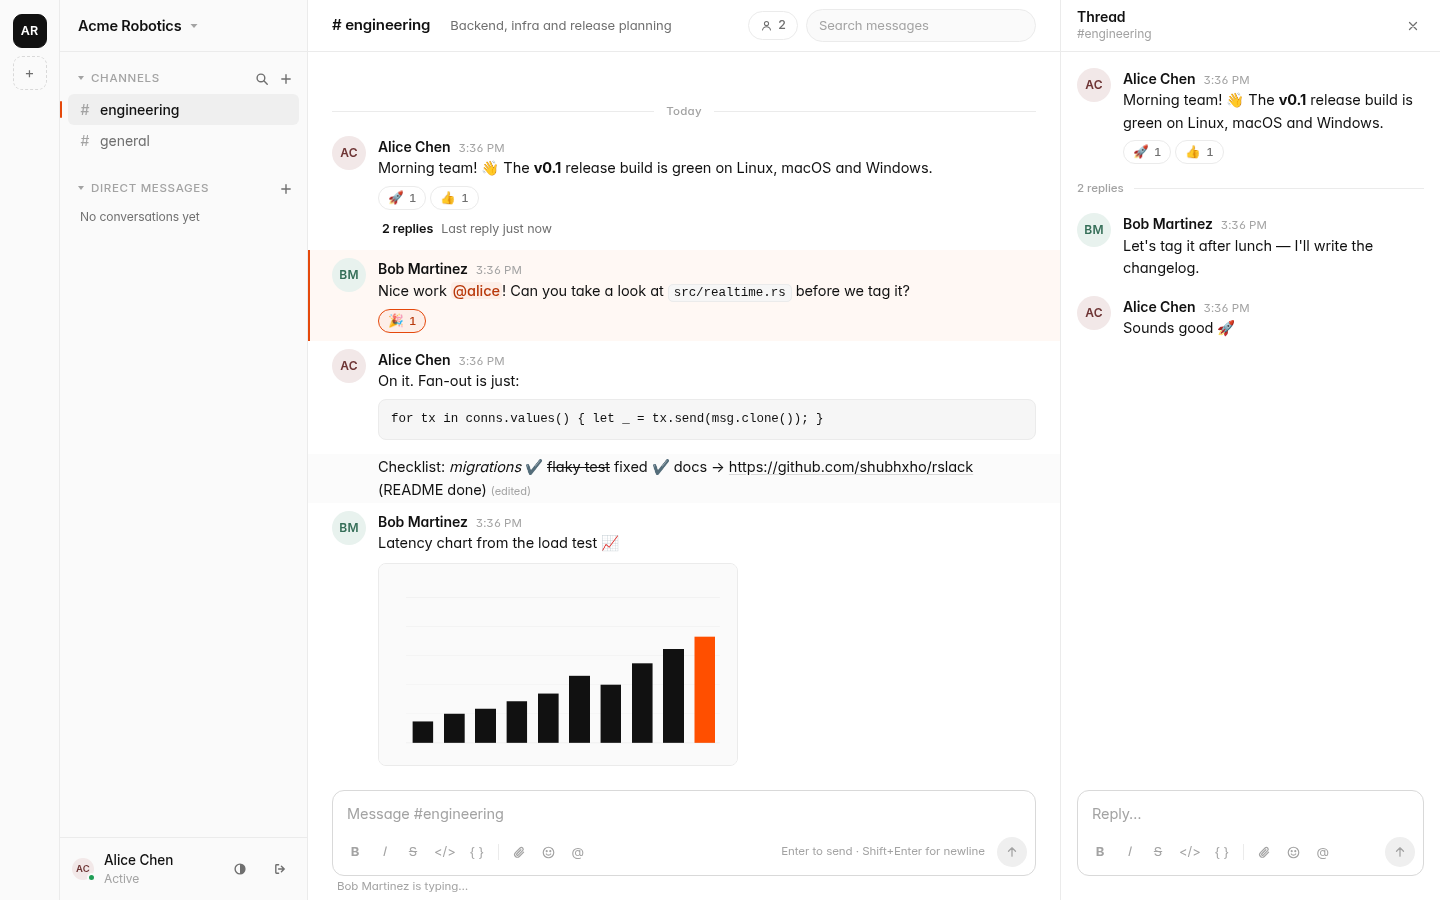 AR
+
Acme Robotics
CHANNELS
# engineering
# general
DIRECT MESSAGES
No conversations yet
AC
Alice Chen
Active
# engineering
Backend, infra and release planning
2
Search messages
Today
AC
Alice Chen 3:36 PM
Morning team! 👋 The v0.1 release build is green on Linux, macOS and Windows.
🚀 1 👍 1
2 replies Last reply just now
BM
Bob Martinez 3:36 PM
Nice work @alice! Can you take a look at src/realtime.rs before we tag it?
🎉 1
AC
Alice Chen 3:36 PM
On it. Fan-out is just:
for tx in conns.values() { let _ = tx.send(msg.clone()); }
Checklist: migrations ✔️ flaky test fixed ✔️ docs → https://github.com/shubhxho/rslack
(README done) (edited)
BM
Bob Martinez 3:36 PM
Latency chart from the load test 📈
Message #engineering
B I S </> { } @
Enter to send · Shift+Enter for newline
Bob Martinez is typing...
Thread
#engineering
AC
Alice Chen 3:36 PM
Morning team! 👋 The v0.1 release build is
green on Linux, macOS and Windows.
🚀 1 👍 1
2 replies
BM
Bob Martinez 3:36 PM
Let's tag it after lunch — I'll write the
changelog.
AC
Alice Chen 3:36 PM
Sounds good 🚀
Reply...
B I S </> { } @